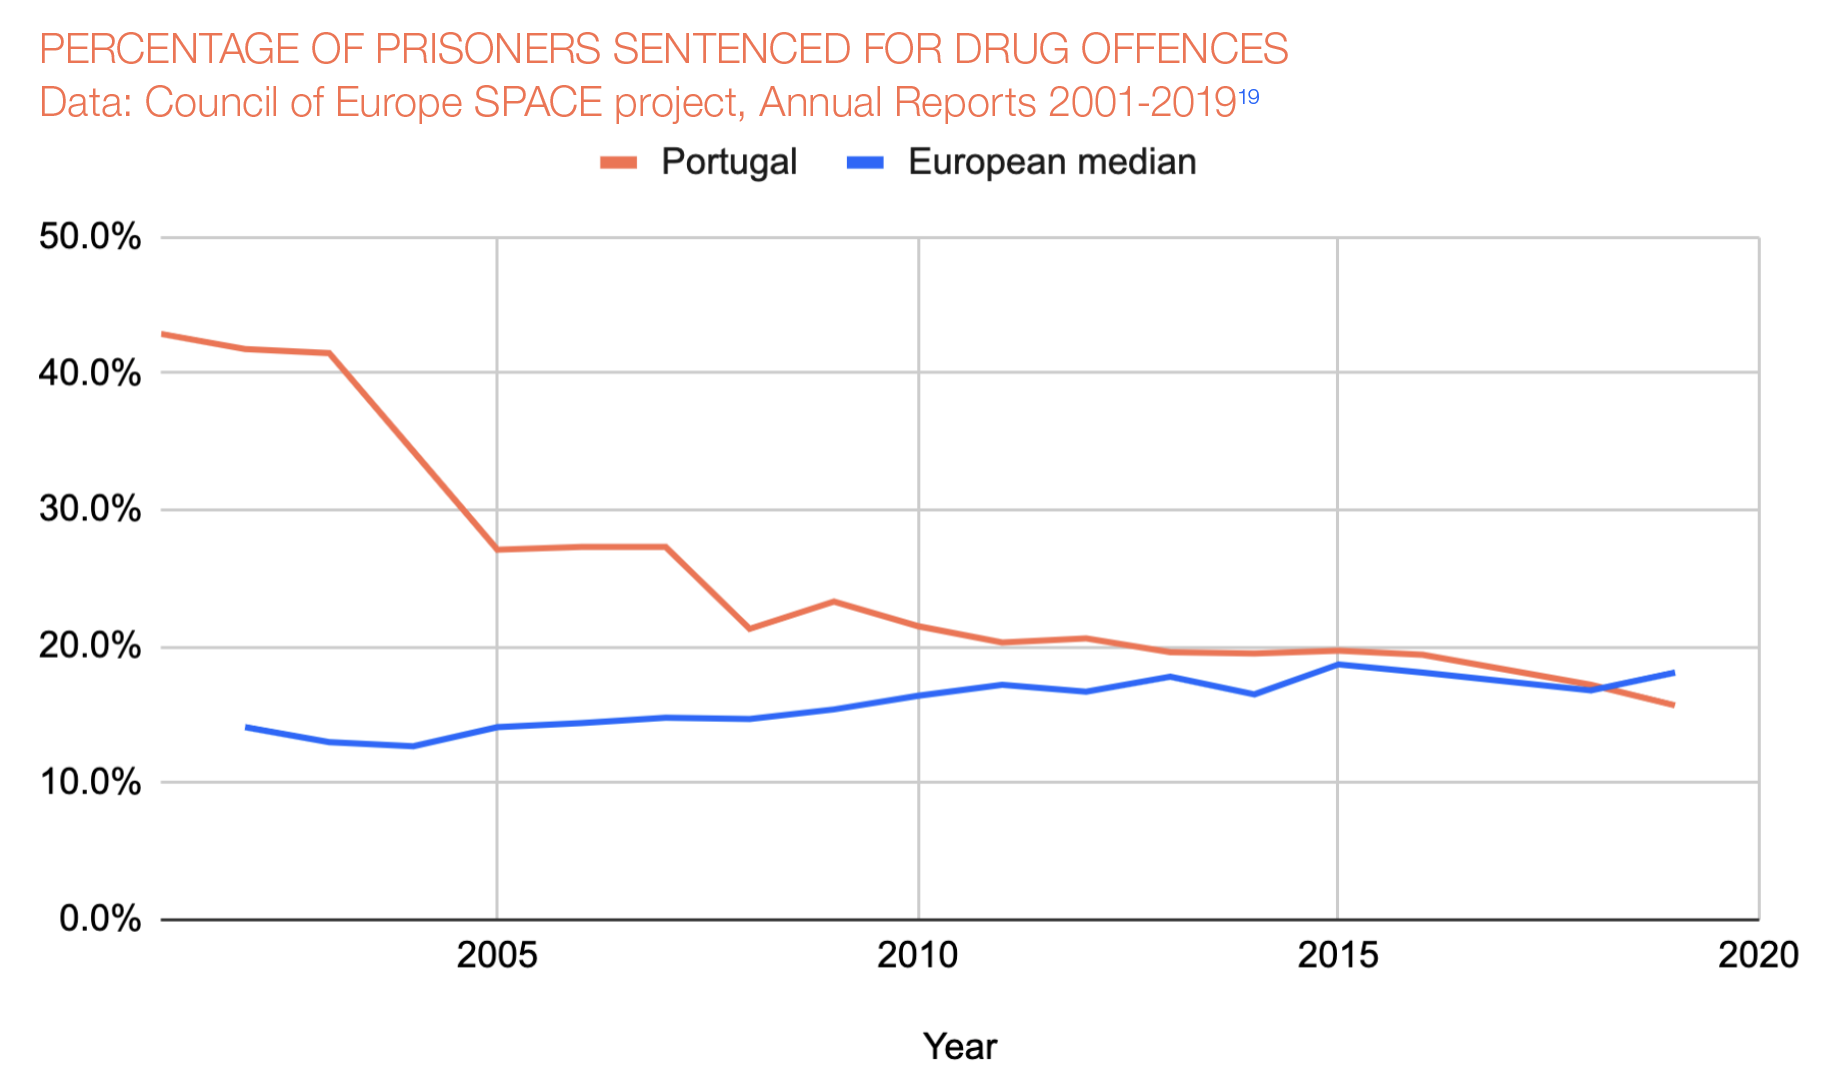 PERCENTAGE OF PRISONERS SENTENCED FOR DRUG OFFENCES
Data: Council of Europe SPACE project, Annual Reports 2001-2019¹⁹
Portugal European median
50.0%
40.0%
30.0%
20.0%
10.0%
0.0%
2005 2010 2015 2020
Year